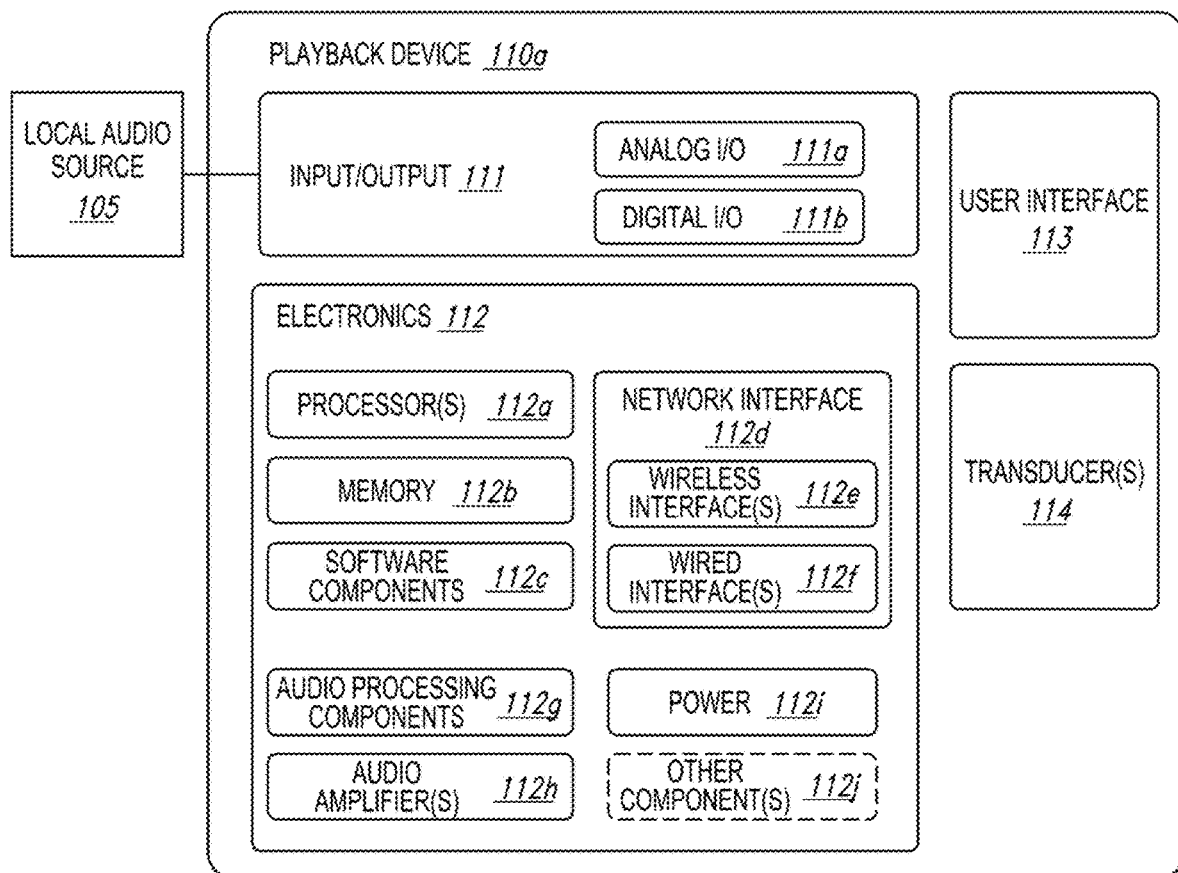 PLAYBACK DEVICE 110a
LOCAL AUDIO
SOURCE
105
INPUT/OUTPUT 111
ANALOG I/O 111a
DIGITAL I/O 111b
USER INTERFACE
113
ELECTRONICS 112
PROCESSOR(S) 112a
MEMORY 112b
SOFTWARE
COMPONENTS 112c
NETWORK INTERFACE
112d
WIRELESS
INTERFACE(S) 112e
WIRED
INTERFACE(S) 112f
TRANSDUCER(S)
114
AUDIO PROCESSING
COMPONENTS 112g
AUDIO
AMPLIFIER(S) 112h
POWER 112i
OTHER
COMPONENT(S) 112j